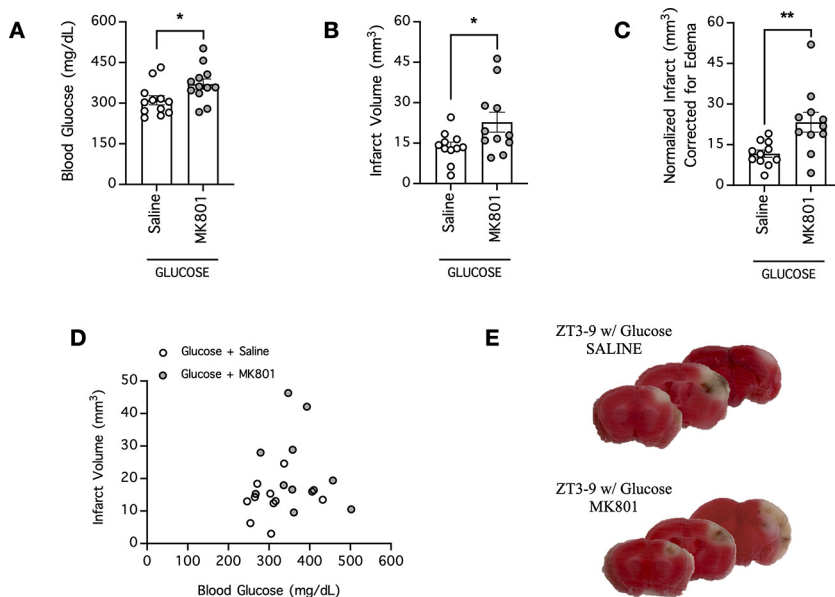 A
Blood Gluocse (mg/dL)
600
450
300
150
0
*
Saline
MK801
GLUCOSE
B
Infarct Volume (mm³)
60
45
30
15
0
*
Saline
MK801
GLUCOSE
C
Normalized Infarct (mm³)
Corrected for Edema
60
45
30
15
0
**
Saline
MK801
GLUCOSE
D
Glucose + Saline
Glucose + MK801
Infarct Volume (mm³)
50
40
30
20
10
0
0 100 200 300 400 500 600
Blood Glucose (mg/dL)
E
ZT3-9 w/ Glucose
SALINE
ZT3-9 w/ Glucose
MK801